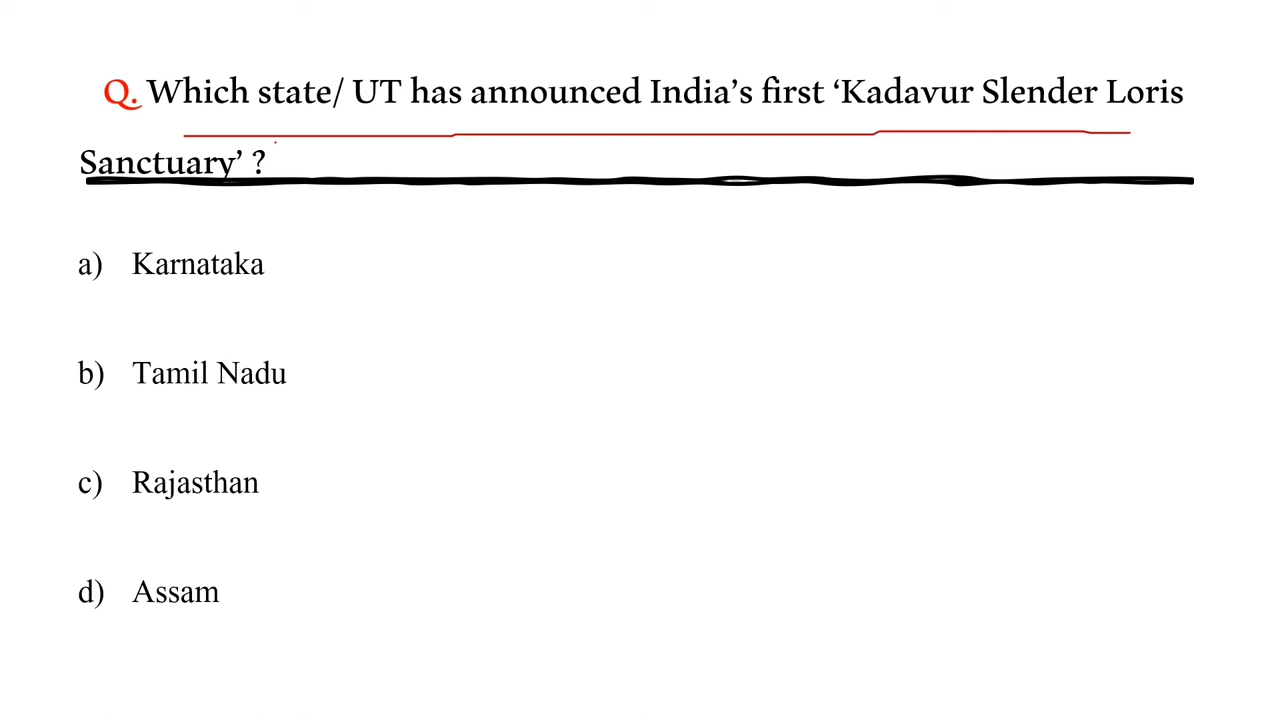 Q. Which state/ UT has announced India’s first ‘Kadavur Slender Loris
Sanctuary’ ?
a) Karnataka
b) Tamil Nadu
c) Rajasthan
d) Assam